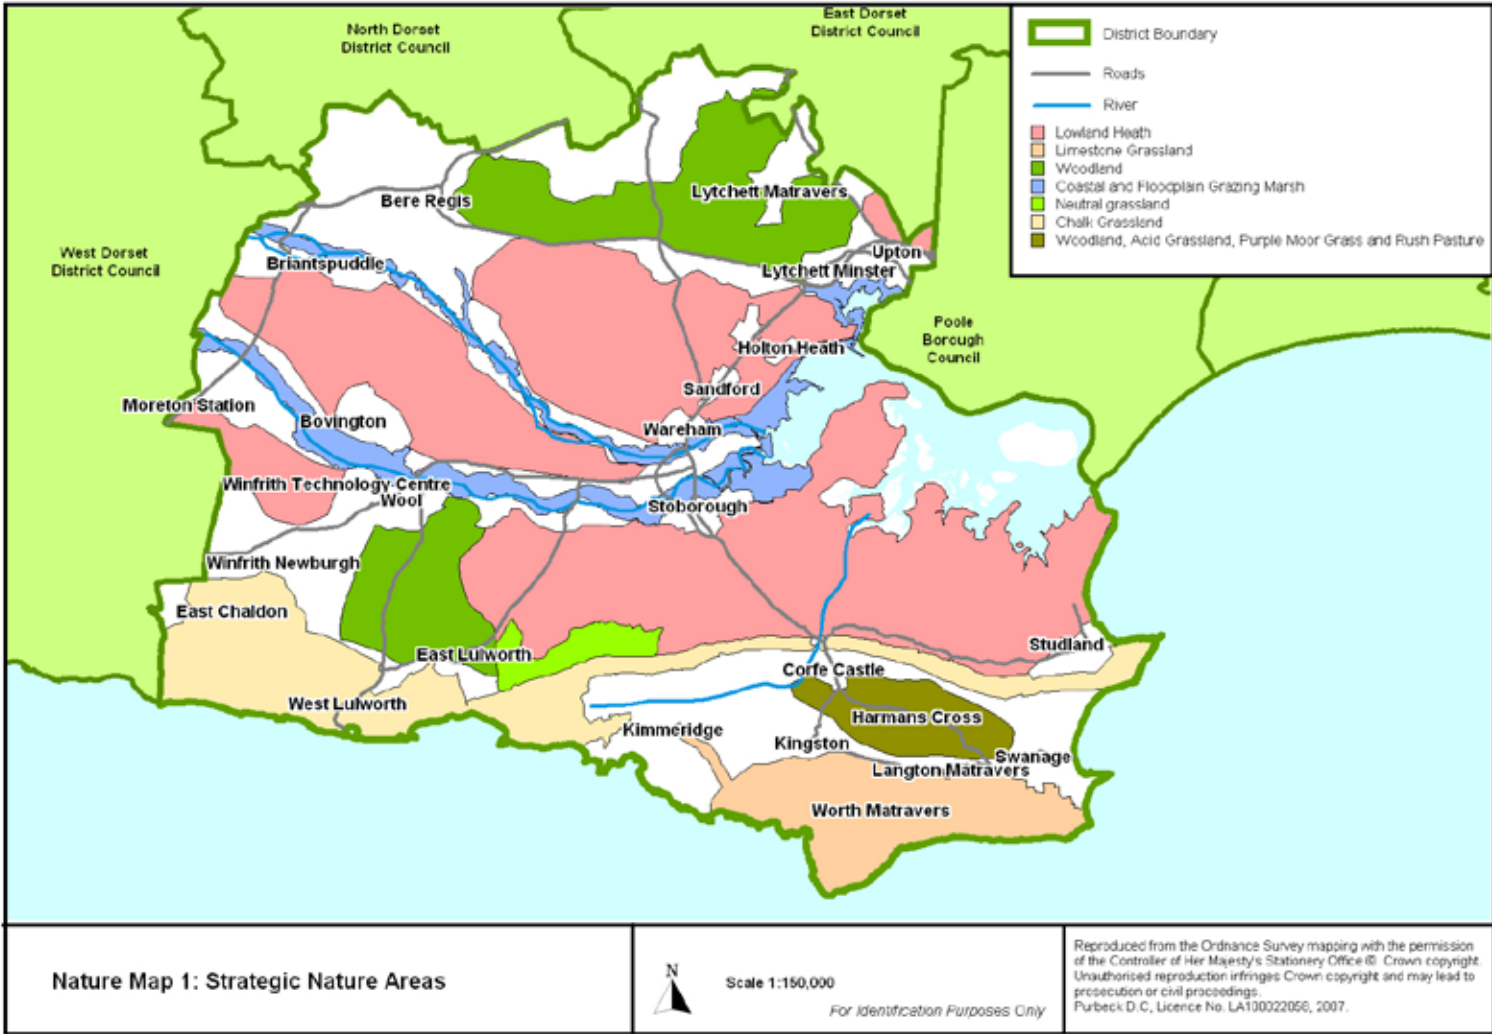 North Dorset
District Council
East Dorset
District Council
West Dorset
District Council
Poole
Borough
Council
District Boundary
Roads
River
Lowland Heath
Limestone Grassland
Woodland
Coastal and Floodplain Grazing Marsh
Neutral grassland
Chalk Grassland
Woodland, Acid Grassland, Purple Moor Grass and Rush Pasture
Bere Regis
Lytchett Matravers
Briantspuddle
Upton
Lytchett Minster
Holton Heath
Sandford
Moreton Station
Bovington
Wareham
Winfrith Technology Centre
Wool
Stoborough
Winfrith Newburgh
East Chaldon
East Lulworth
Studland
Corfe Castle
West Lulworth
Harmans Cross
Kimmeridge
Kingston
Swanage
Langton Matravers
Worth Matravers
Nature Map 1: Strategic Nature Areas
N
Scale 1:150,000
For Identification Purposes Only
Reproduced from the Ordnance Survey mapping with the permission
of the Controller of Her Majesty's Stationery Office © Crown copyright.
Unauthorised reproduction infringes Crown copyright and may lead to
prosecution or civil proceedings.
Purbeck D.C, Licence No. LA100022058, 2007.